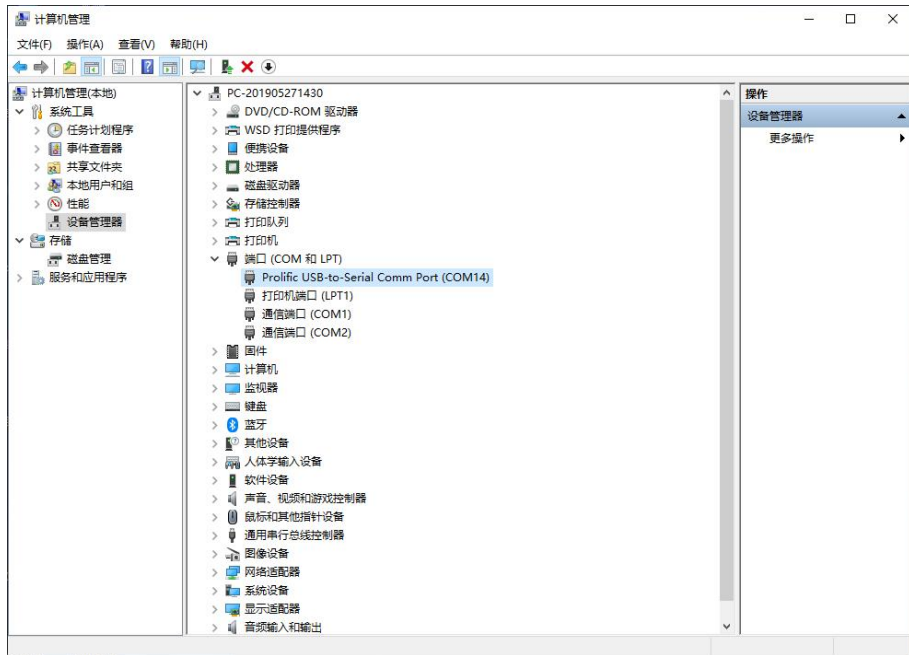 计算机管理
文件(F) 操作(A) 查看(V) 帮助(H)
计算机管理(本地)
系统工具
任务计划程序
事件查看器
共享文件夹
本地用户和组
性能
设备管理器
存储
磁盘管理
服务和应用程序
PC-201905271430
DVD/CD-ROM 驱动器
WSD 打印提供程序
便携设备
处理器
磁盘驱动器
存储控制器
打印队列
打印机
端口 (COM 和 LPT)
Prolific USB-to-Serial Comm Port (COM14)
打印机端口 (LPT1)
通信端口 (COM1)
通信端口 (COM2)
固件
计算机
监视器
键盘
蓝牙
其他设备
人体学输入设备
软件设备
声音、视频和游戏控制器
鼠标和其他指针设备
通用串行总线控制器
图像设备
网络适配器
系统设备
显示适配器
音频输入和输出
操作
设备管理器
更多操作